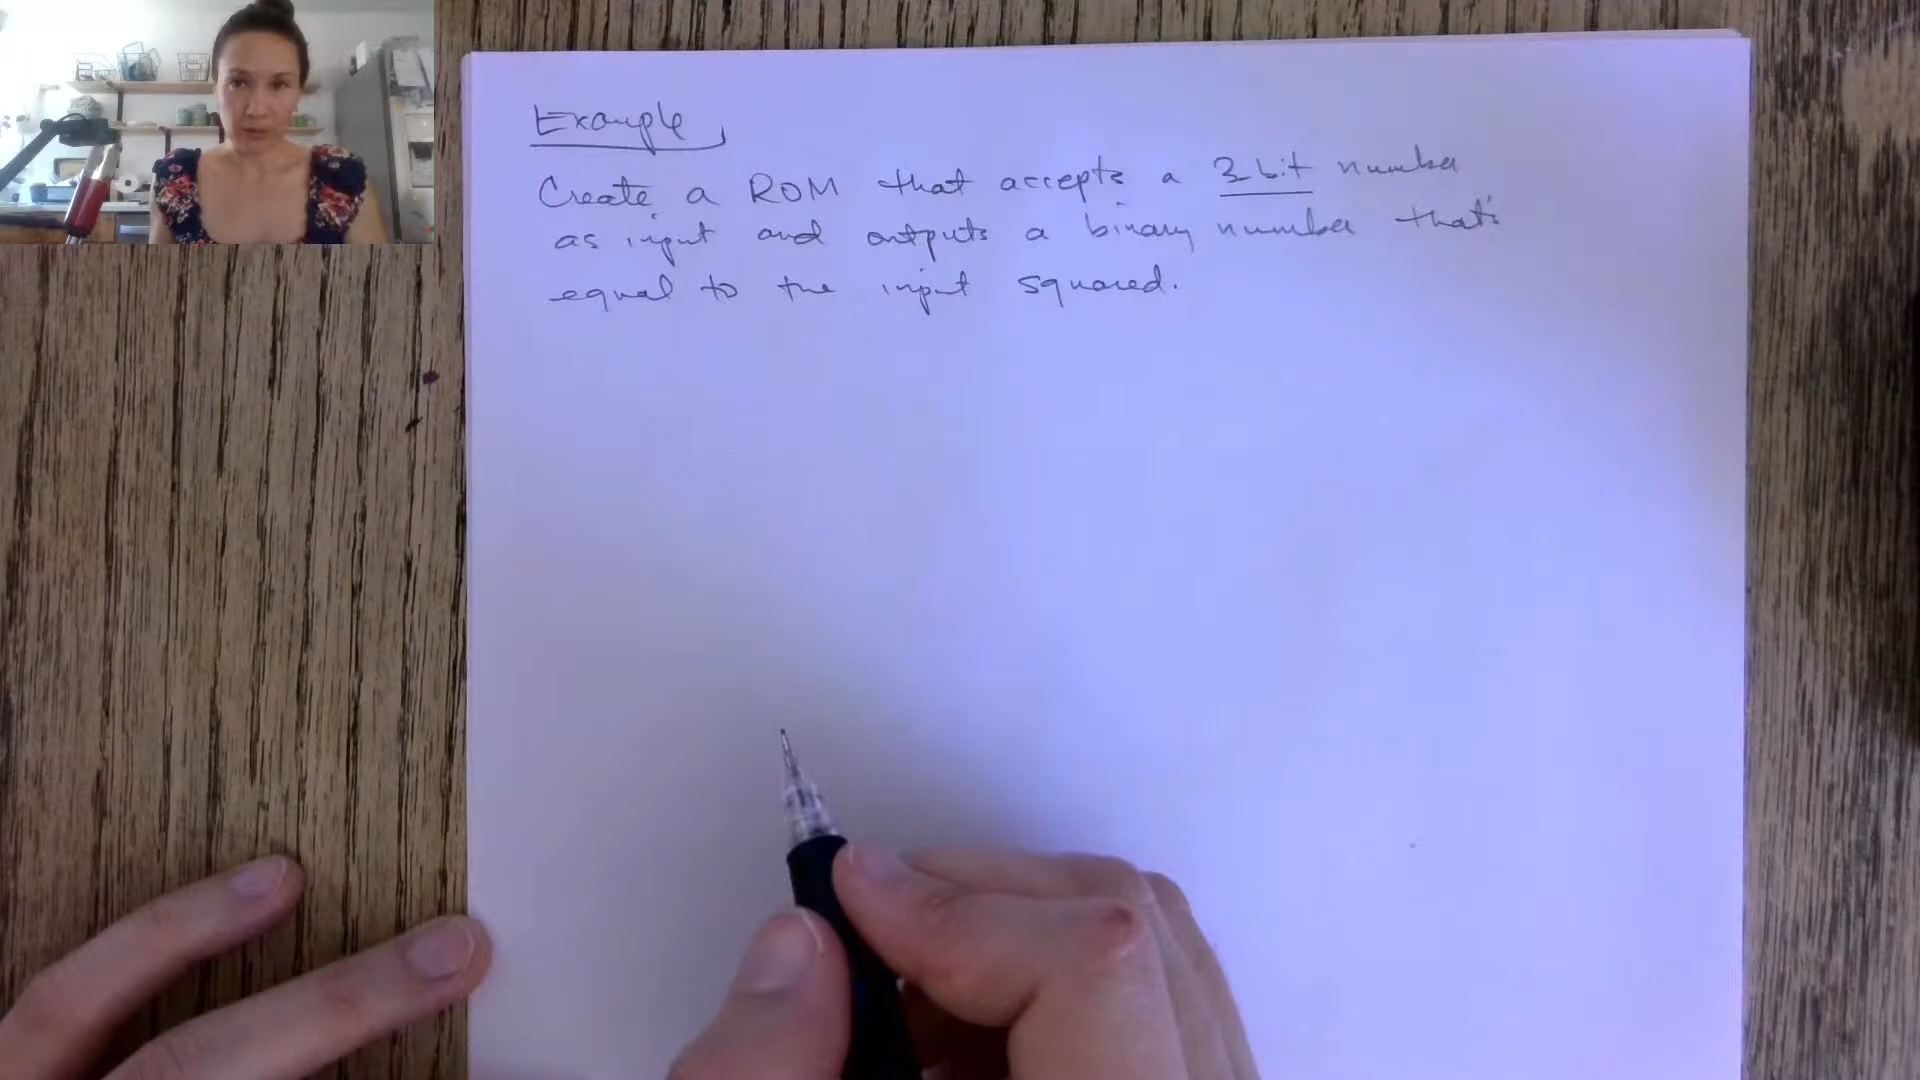 Example
Create a ROM that accepts a 3 bit number
as input and outputs a binary number that's
equal to the input squared.